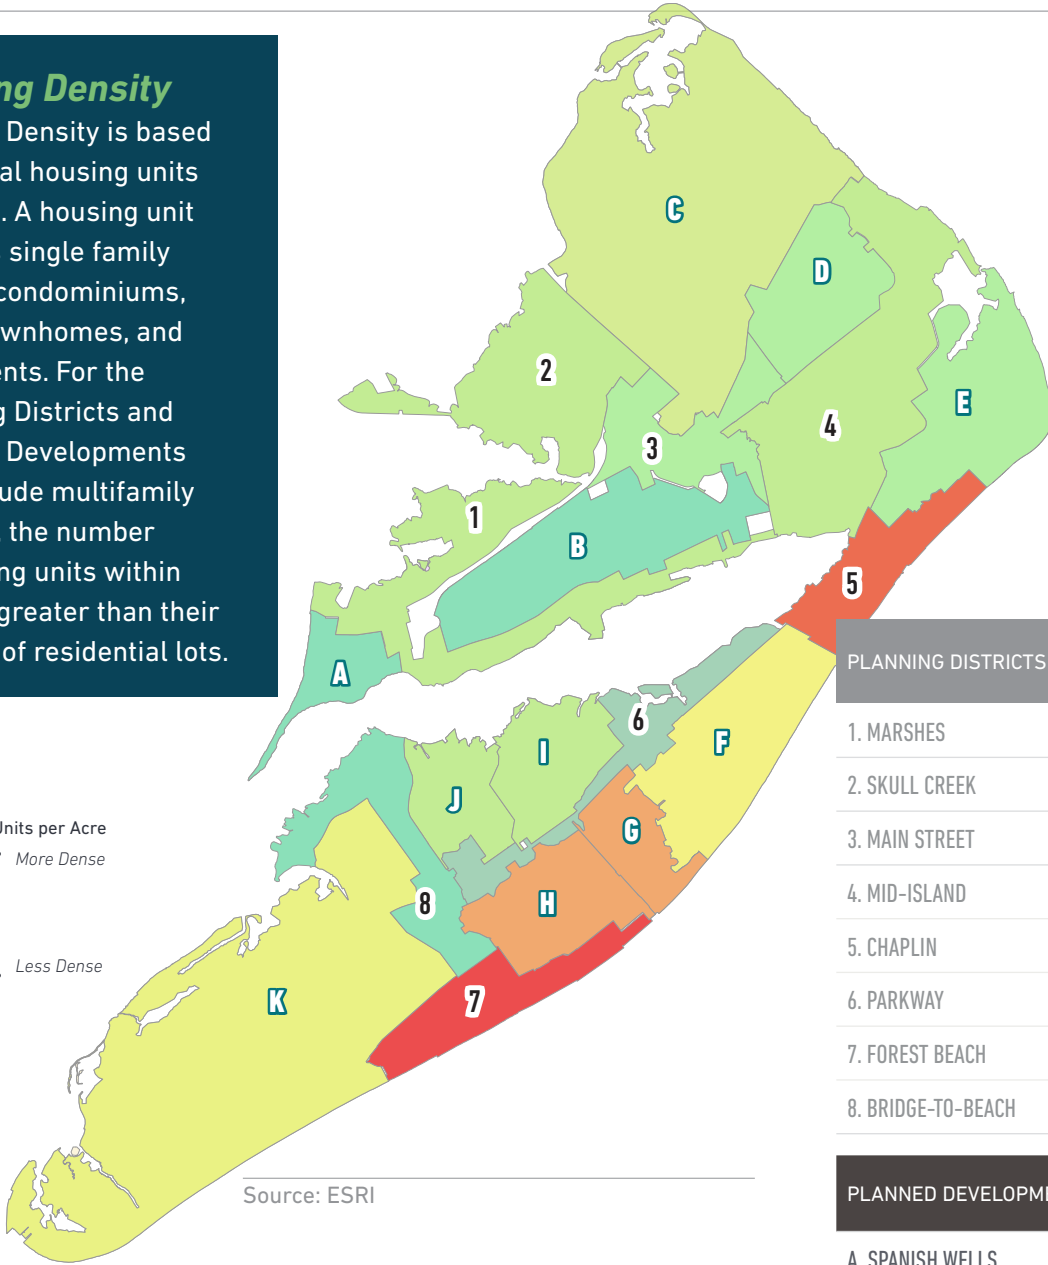 ng Density
Density is based
al housing units
. A housing unit
single family
condominiums,
wnhomes, and
ents. For the
g Districts and
Developments
ude multifamily
, the number
ng units within
greater than their
of residential lots.
C
D
2
E
4
3
1
B
5
A
6
F
I
J
G
8
H
K
7
Units per Acre
More Dense
Less Dense
Source: ESRI
PLANNING DISTRICTS
1. MARSHES
2. SKULL CREEK
3. MAIN STREET
4. MID-ISLAND
5. CHAPLIN
6. PARKWAY
7. FOREST BEACH
8. BRIDGE-TO-BEACH
PLANNED DEVELOPM
A. SPANISH WELLS